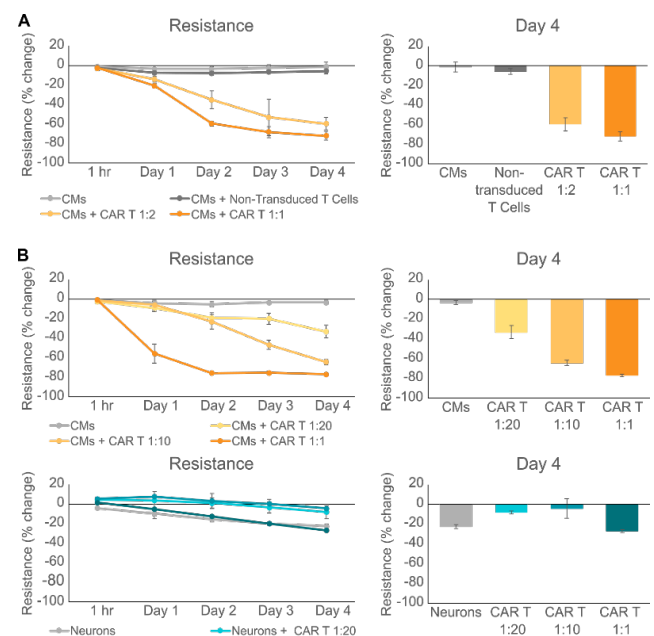 A
Resistance
Day 4
Resistance (% change)
20
0
-20
-40
-60
-80
-100
1 hr Day 1 Day 2 Day 3 Day 4
CMs
CMs + Non-Transduced T Cells
CMs + CAR T 1:2
CMs + CAR T 1:1
Resistance (% change)
20
0
-20
-40
-60
-80
-100
CMs Non- CAR T CAR T
transduced 1:2 1:1
T Cells
B
Resistance
Day 4
Resistance (% change)
20
0
-20
-40
-60
-80
-100
1 hr Day 1 Day 2 Day 3 Day 4
CMs
CMs + CAR T 1:20
CMs + CAR T 1:10
CMs + CAR T 1:1
Resistance (% change)
20
0
-20
-40
-60
-80
-100
CMs CAR T CAR T CAR T
1:20 1:10 1:1
Resistance
Day 4
Resistance (% change)
20
0
-20
-40
-60
-80
-100
1 hr Day 1 Day 2 Day 3 Day 4
Neurons
Neurons + CAR T 1:20
Resistance (% change)
20
0
-20
-40
-60
-80
-100
Neurons CAR T CAR T CAR T
1:20 1:10 1:1